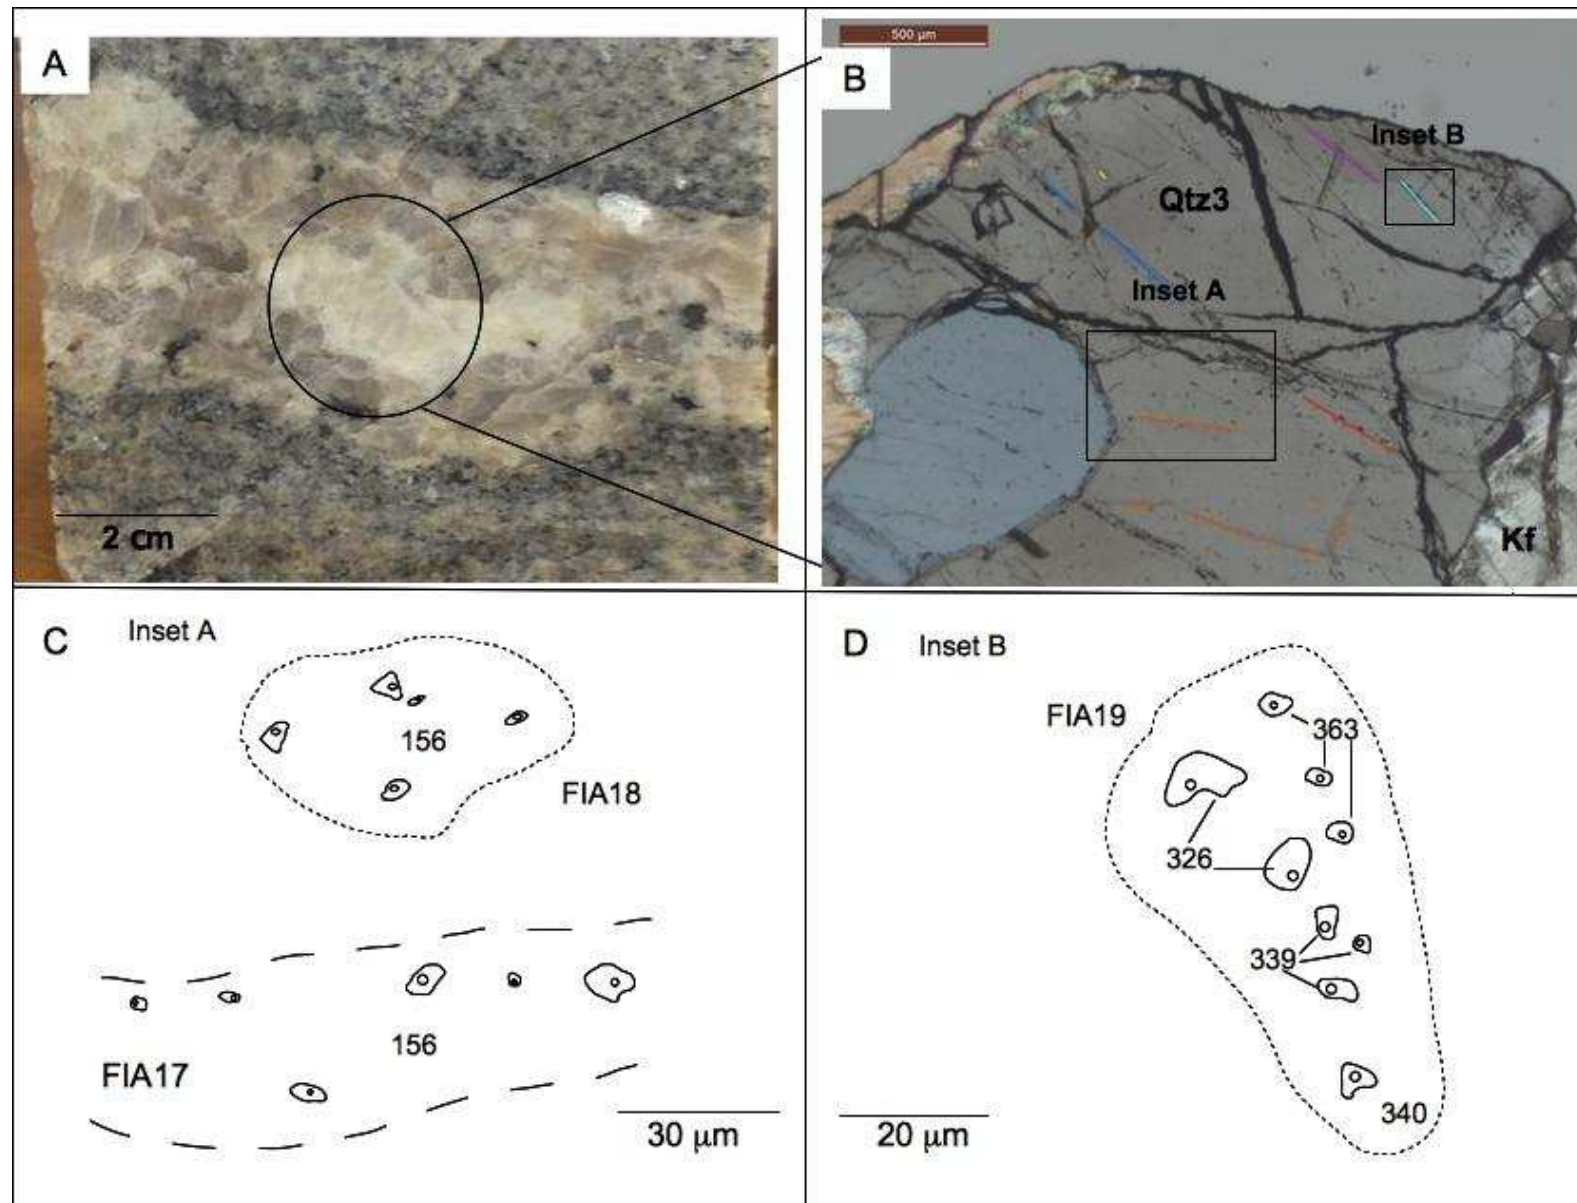 A
2 cm
500 µm
B
Inset B
Qtz3
Inset A
Kf
C
Inset A
156
FIA18
156
FIA17
30 µm
D
Inset B
FIA19
363
326
339
340
20 µm